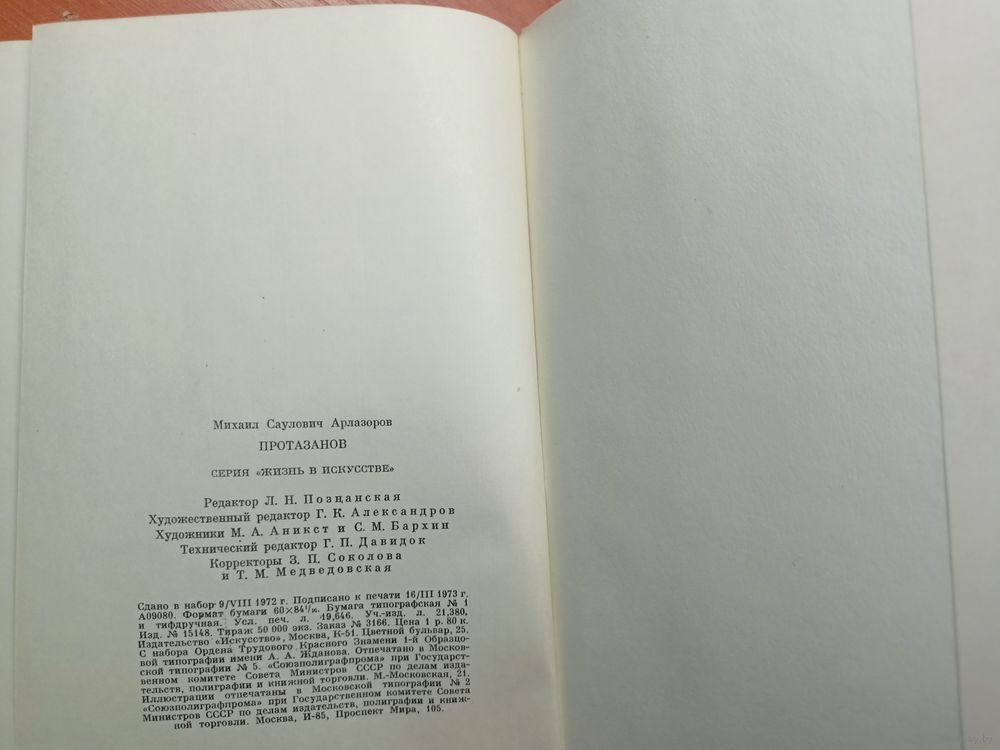 Михаил Саулович Арлазоров
ПРОТАЗАНОВ
СЕРИЯ «ЖИЗНЬ В ИСКУССТВЕ»
Редактор Л. Н. Познанская
Художественный редактор Г. К. Александров
Художники М. А. Аникст и С. М. Бархин
Технический редактор Г. П. Давидок
Корректоры З. П. Соколова
и Т. М. Медведовская
Сдано в набор 9/VIII 1972 г. Подписано к печати 16/III 1973 г.
А09080. Формат бумаги 60×84 1/16. Бумага типографская № 1
и тифдручная. Усл. печ. л. 19,646. Уч.-изд. л. 21,380.
Изд. № 15148. Тираж 50 000 экз. Заказ № 3166. Цена 1 р. 80 к.
Издательство «Искусство», Москва, К-51. Цветной бульвар, 25.
С набора Ордена Трудового Красного Знамени 1-й Образцо-
вой типографии имени А. А. Жданова. Отпечатано в Москов-
ской типографии № 5. «Союзполиграфпрома» при Государст-
венном комитете Совета Министров СССР по делам изда-
тельств, полиграфии и книжной торговли. М.-Московская, 21.
Иллюстрации отпечатаны в Московской типографии № 2
«Союзполиграфпрома» при Государственном комитете Совета
Министров СССР по делам издательств, полиграфии и книж-
ной торговли. Москва, И-85, Проспект Мира, 105.